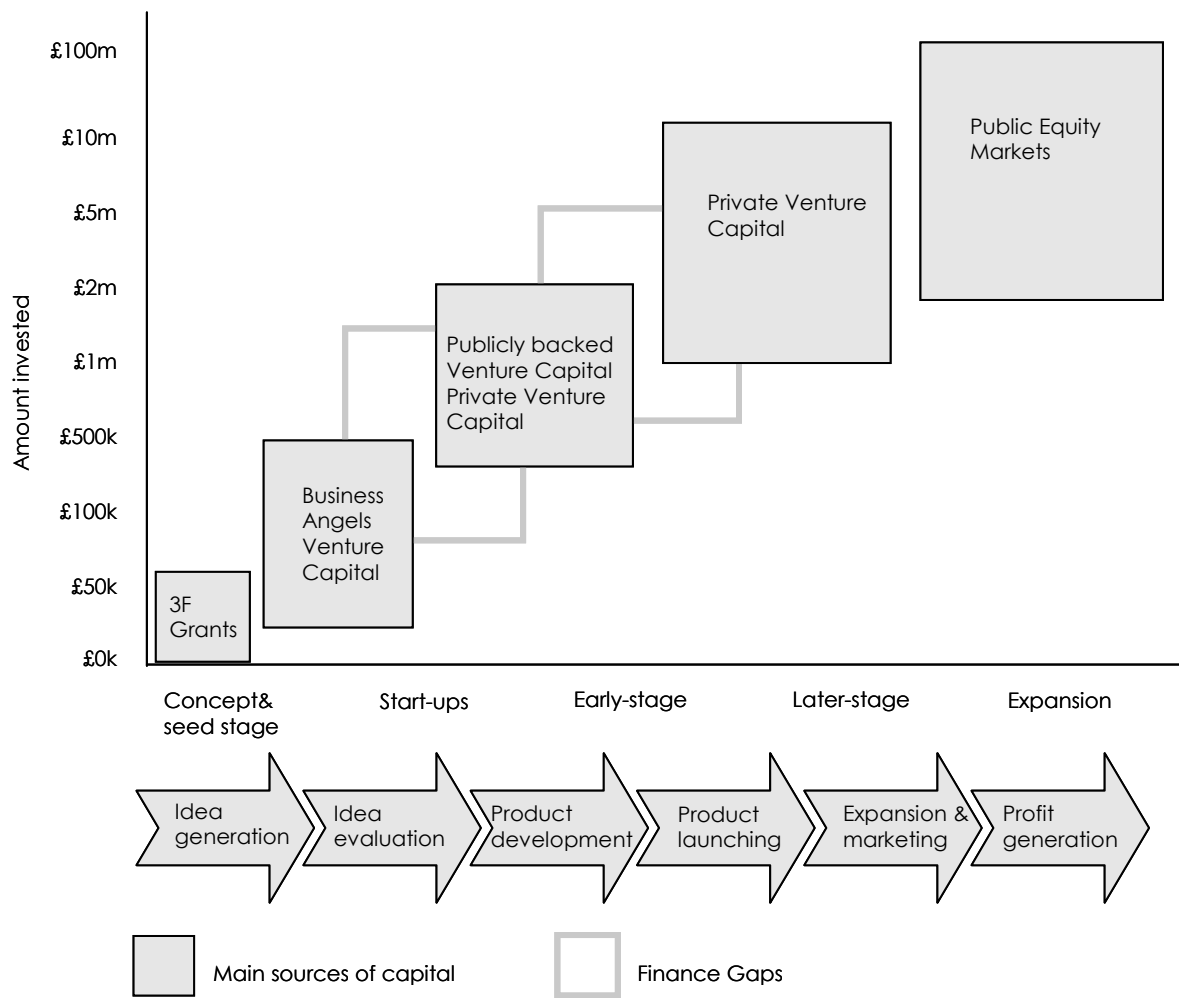 £100m
£10m
£5m
£2m
£1m
£500k
£100k
£50k
£0k
Amount invested
Public Equity
Markets
Private Venture
Capital
Publicly backed
Venture Capital
Private Venture
Capital
Business
Angels
Venture
Capital
3F
Grants
Concept&
seed stage
Start-ups
Early-stage
Later-stage
Expansion
Idea
generation
Idea
evaluation
Product
development
Product
launching
Expansion &
marketing
Profit
generation
Main sources of capital
Finance Gaps